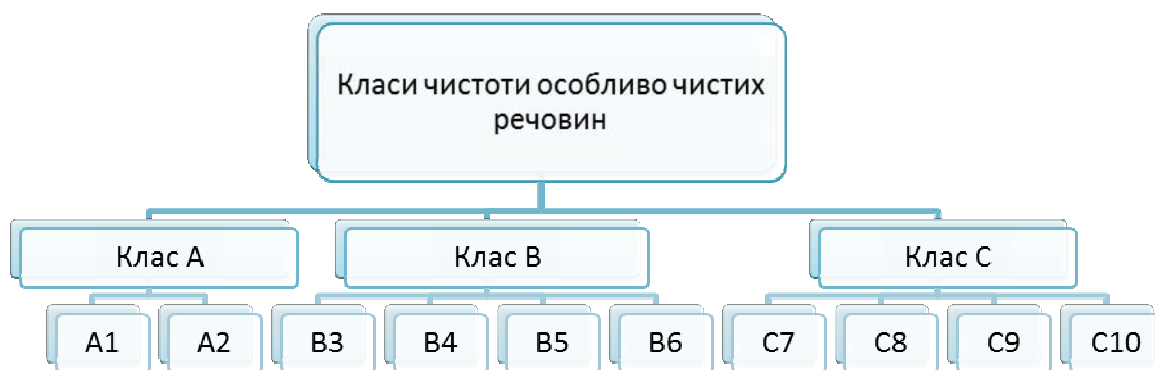 Класи чистоти особливо чистих
речовин
Клас А
Клас В
Клас С
А1
А2
В3
В4
В5
В6
С7
С8
С9
С10